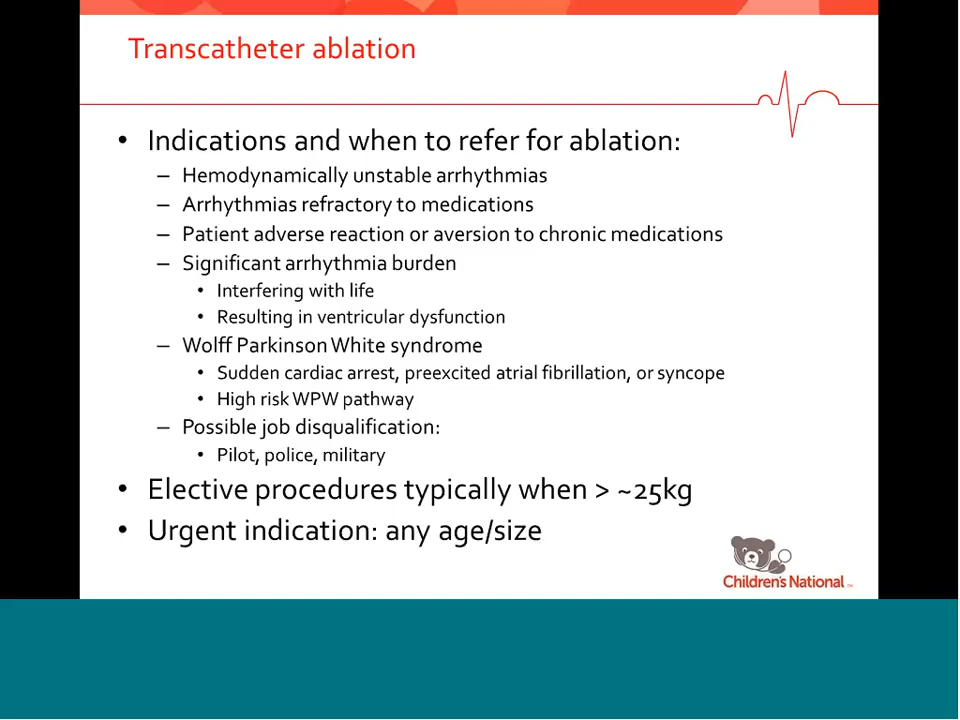 Transcatheter ablation
• Indications and when to refer for ablation:
– Hemodynamically unstable arrhythmias
– Arrhythmias refractory to medications
– Patient adverse reaction or aversion to chronic medications
– Significant arrhythmia burden
• Interfering with life
• Resulting in ventricular dysfunction
– Wolff Parkinson White syndrome
• Sudden cardiac arrest, preexcited atrial fibrillation, or syncope
• High risk WPW pathway
– Possible job disqualification:
• Pilot, police, military
• Elective procedures typically when > ~25kg
• Urgent indication: any age/size
Children's National